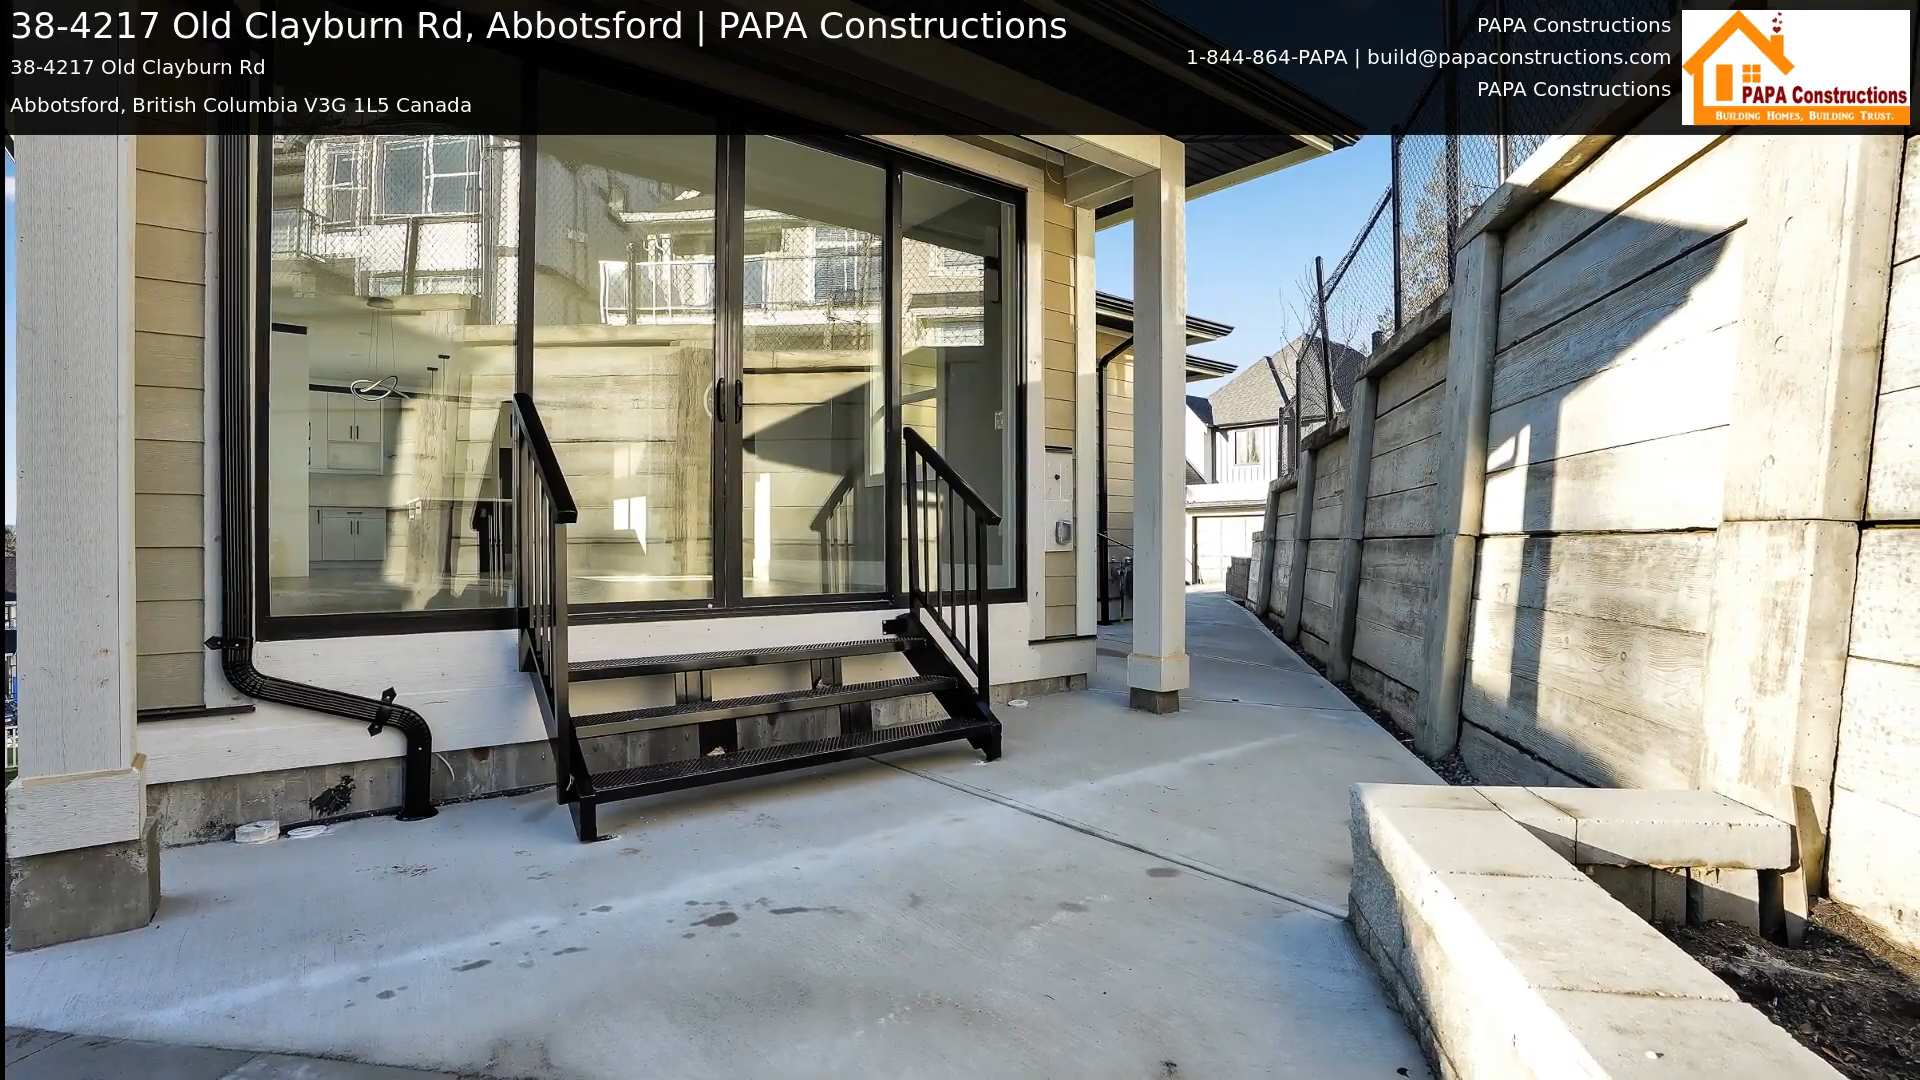 38-4217 Old Clayburn Rd, Abbotsford | PAPA Constructions
38-4217 Old Clayburn Rd
Abbotsford, British Columbia V3G 1L5 Canada
PAPA Constructions
1-844-864-PAPA | build@papaconstructions.com
PAPA Constructions
PAPA Constructions
BUILDING HOMES, BUILDING TRUST.